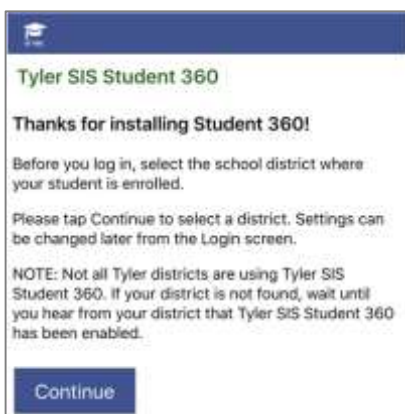 Tyler SIS Student 360
Thanks for installing Student 360!
Before you log in, select the school district where
your student is enrolled.
Please tap Continue to select a district. Settings can
be changed later from the Login screen.
NOTE: Not all Tyler districts are using Tyler SIS
Student 360. If your district is not found, wait until
you hear from your district that Tyler SIS Student 360
has been enabled.
Continue